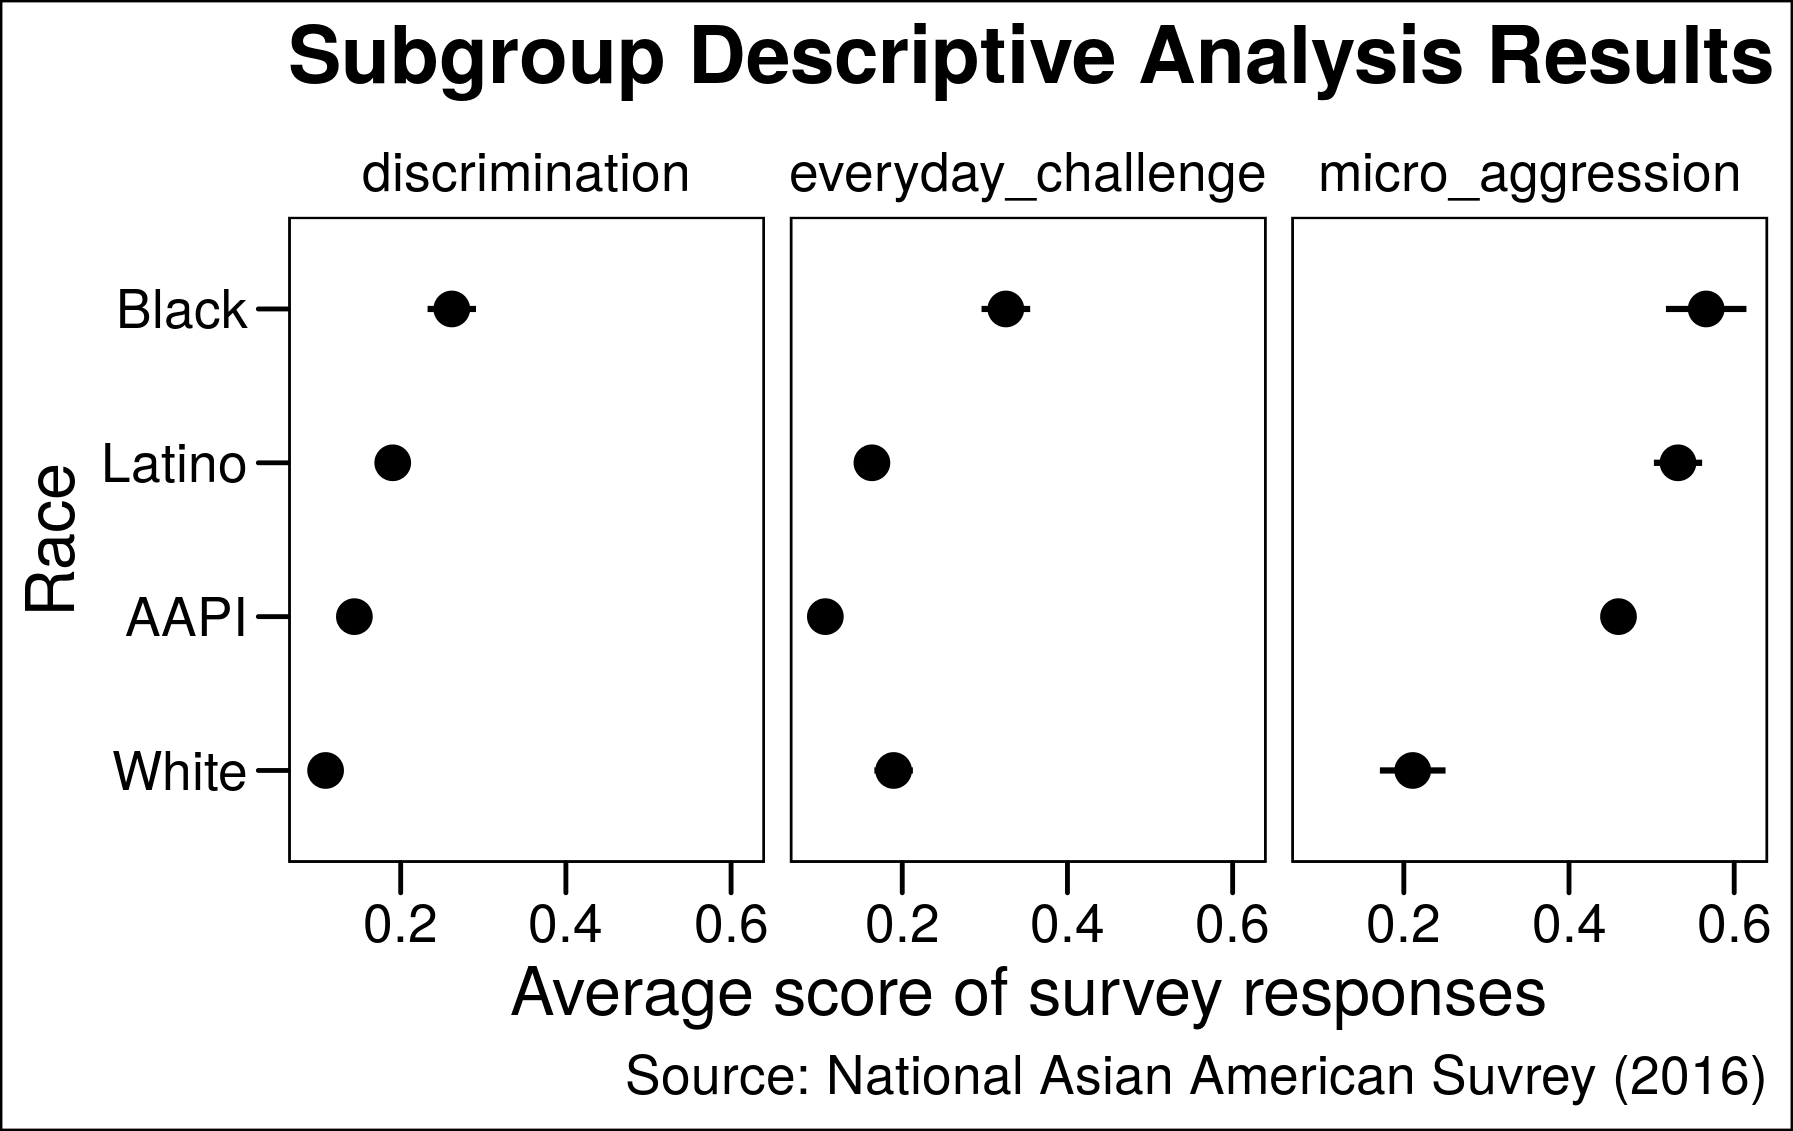 Subgroup Descriptive Analysis Results
discrimination everyday_challenge micro_aggression
Black
Latino
AAPI
White
Race
0.2 0.4 0.6 0.2 0.4 0.6 0.2 0.4 0.6
Average score of survey responses
Source: National Asian American Suvrey (2016)